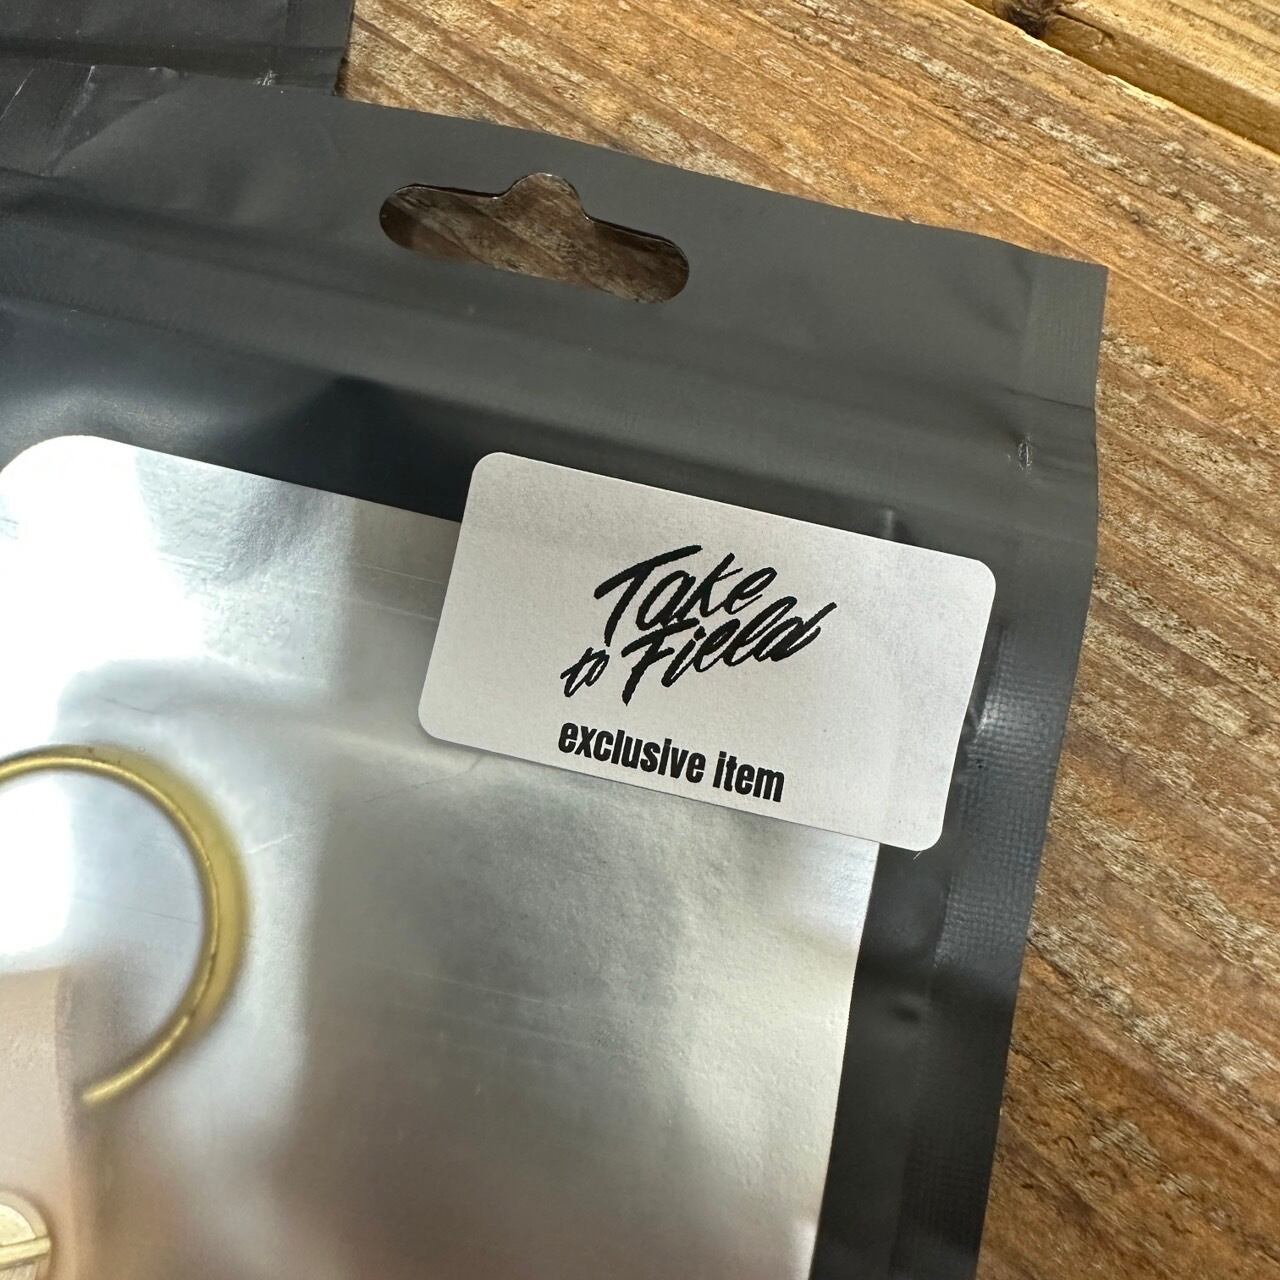 Take
to Field
exclusive item